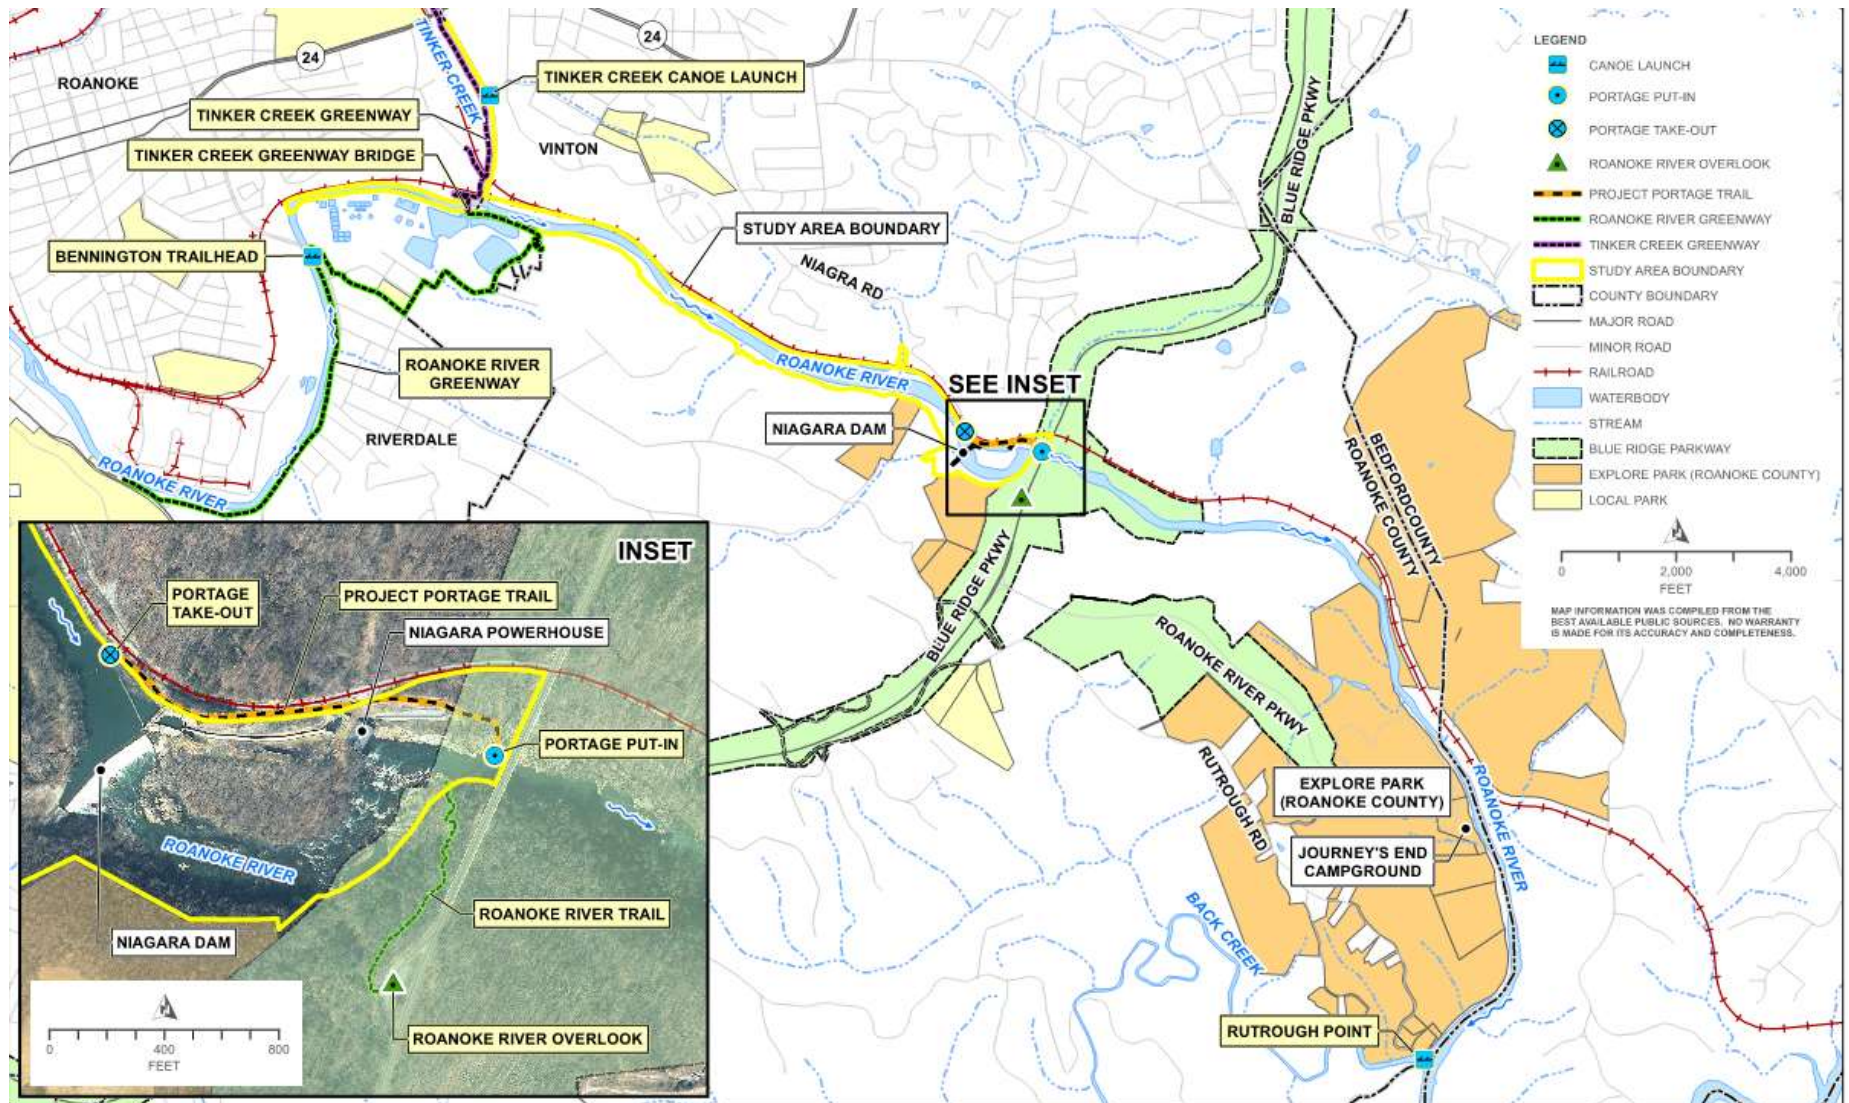 24
24
ROANOKE
TINKER CREEK
TINKER CREEK CANOE LAUNCH
TINKER CREEK GREENWAY
TINKER CREEK GREENWAY BRIDGE
VINTON
BENNINGTON TRAILHEAD
STUDY AREA BOUNDARY
NIAGRA RD
BLUE RIDGE PKWY
ROANOKE RIVER
GREENWAY
ROANOKE RIVER
SEE INSET
NIAGARA DAM
RIVERDALE
ROANOKE RIVER
BEDFORDCOUNTY
ROANOKE COUNTY
BLUE RIDGE PKWY
ROANOKE RIVER PKWY
RUTROUGH RD
EXPLORE PARK
(ROANOKE COUNTY)
JOURNEY'S END
CAMPGROUND
ROANOKE RIVER
BACK CREEK
RUTROUGH POINT
INSET
PORTAGE
TAKE-OUT
PROJECT PORTAGE TRAIL
NIAGARA POWERHOUSE
PORTAGE PUT-IN
ROANOKE RIVER
ROANOKE RIVER TRAIL
NIAGARA DAM
ROANOKE RIVER OVERLOOK
0 400 800
FEET
LEGEND
CANOE LAUNCH
PORTAGE PUT-IN
PORTAGE TAKE-OUT
ROANOKE RIVER OVERLOOK
PROJECT PORTAGE TRAIL
ROANOKE RIVER GREENWAY
TINKER CREEK GREENWAY
STUDY AREA BOUNDARY
COUNTY BOUNDARY
MAJOR ROAD
MINOR ROAD
RAILROAD
WATERBODY
STREAM
BLUE RIDGE PARKWAY
EXPLORE PARK (ROANOKE COUNTY)
LOCAL PARK
0 2,000 4,000
FEET
MAP INFORMATION WAS COMPILED FROM THE
BEST AVAILABLE PUBLIC SOURCES. NO WARRANTY
IS MADE FOR ITS ACCURACY AND COMPLETENESS.